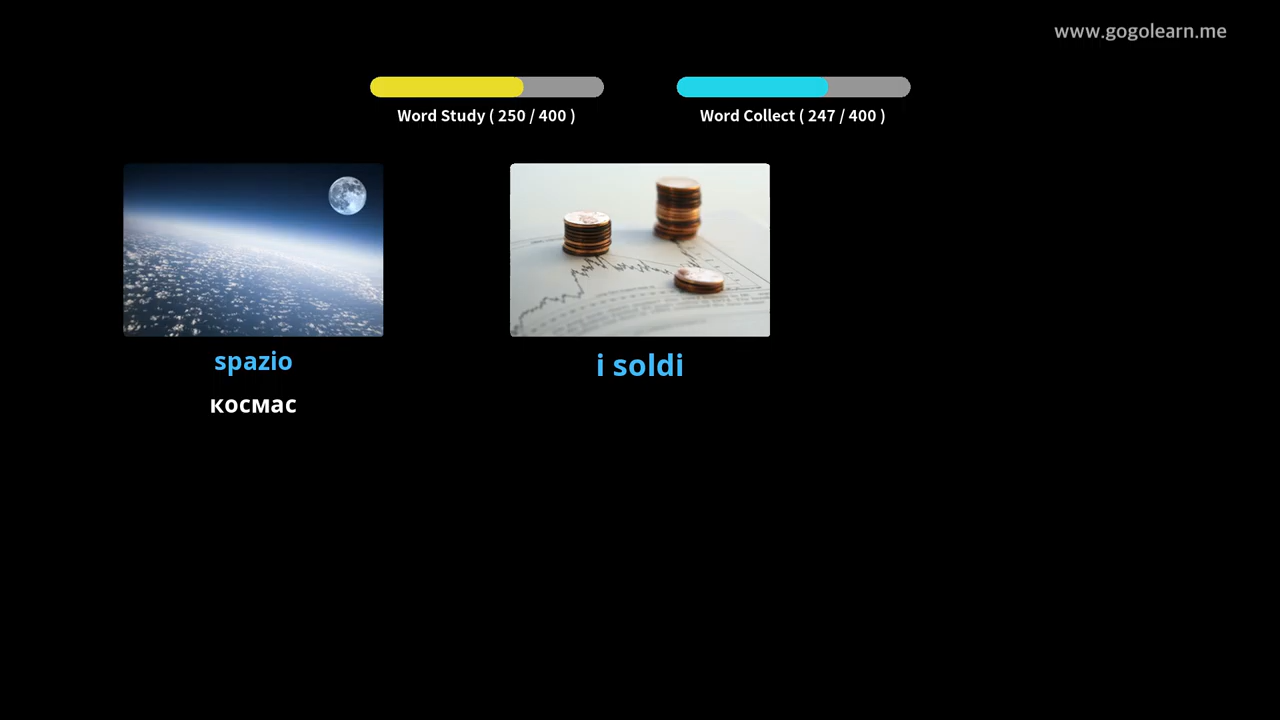 www.gogolearn.me
Word Study ( 250 / 400 )
Word Collect ( 247 / 400 )
spazio
космас
i soldi